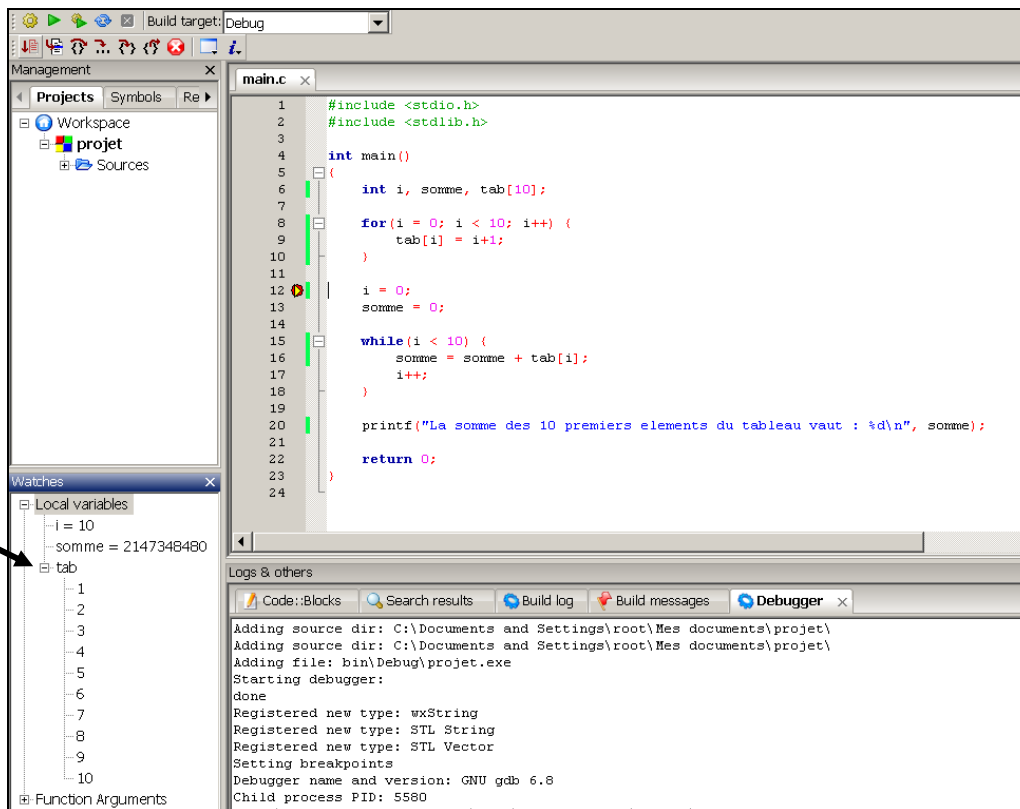 Build target: Debug
Management
Projects Symbols Re
Workspace
projet
Sources
main.c
1 #include <stdio.h>
2 #include <stdlib.h>
3
4 int main()
5 {
6 int i, somme, tab[10];
7
8 for(i = 0; i < 10; i++) {
9 tab[i] = i+1;
10 }
11
12 i = 0;
13 somme = 0;
14
15 while(i < 10) {
16 somme = somme + tab[i];
17 i++;
18 }
19
20 printf("La somme des 10 premiers elements du tableau vaut : %d\n", somme);
21
22 return 0;
23 }
24
Watches
Local variables
i = 10
somme = 2147348480
tab
1
2
3
4
5
6
7
8
9
10
Function Arguments
Logs & others
Code::Blocks Search results Build log Build messages Debugger
Adding source dir: C:\Documents and Settings\root\Mes documents\projet\
Adding source dir: C:\Documents and Settings\root\Mes documents\projet\
Adding file: bin\Debug\projet.exe
Starting debugger:
done
Registered new type: wxString
Registered new type: STL String
Registered new type: STL Vector
Setting breakpoints
Debugger name and version: GNU gdb 6.8
Child process PID: 5580